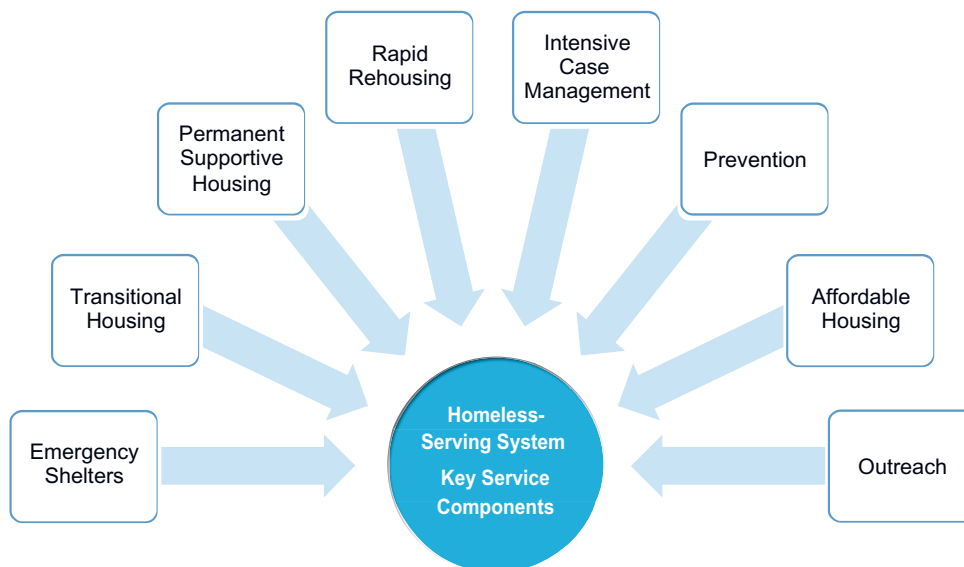 Emergency
Shelters
Transitional
Housing
Permanent
Supportive
Housing
Rapid
Rehousing
Intensive
Case
Management
Prevention
Affordable
Housing
Outreach
Homeless-
Serving System
Key Service
Components